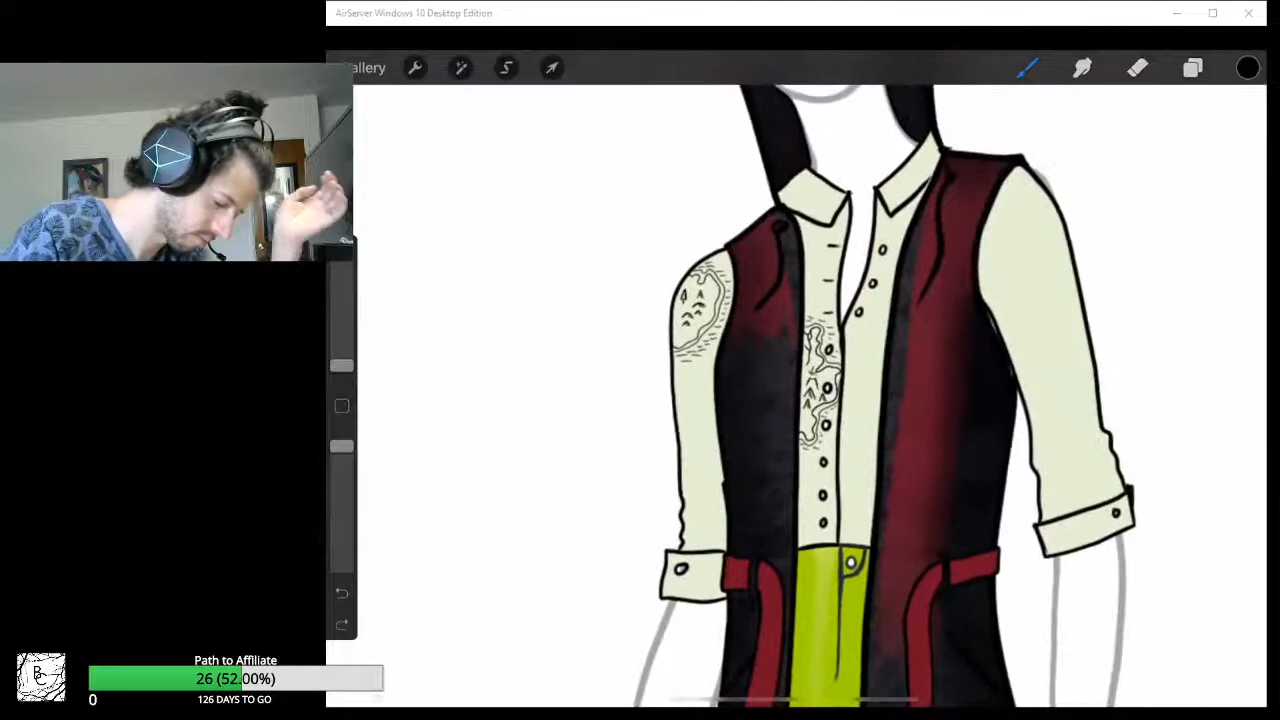 AirServer Windows 10 Desktop Edition
allery
Path to Affiliate
26 (52.00%)
0
126 DAYS TO GO